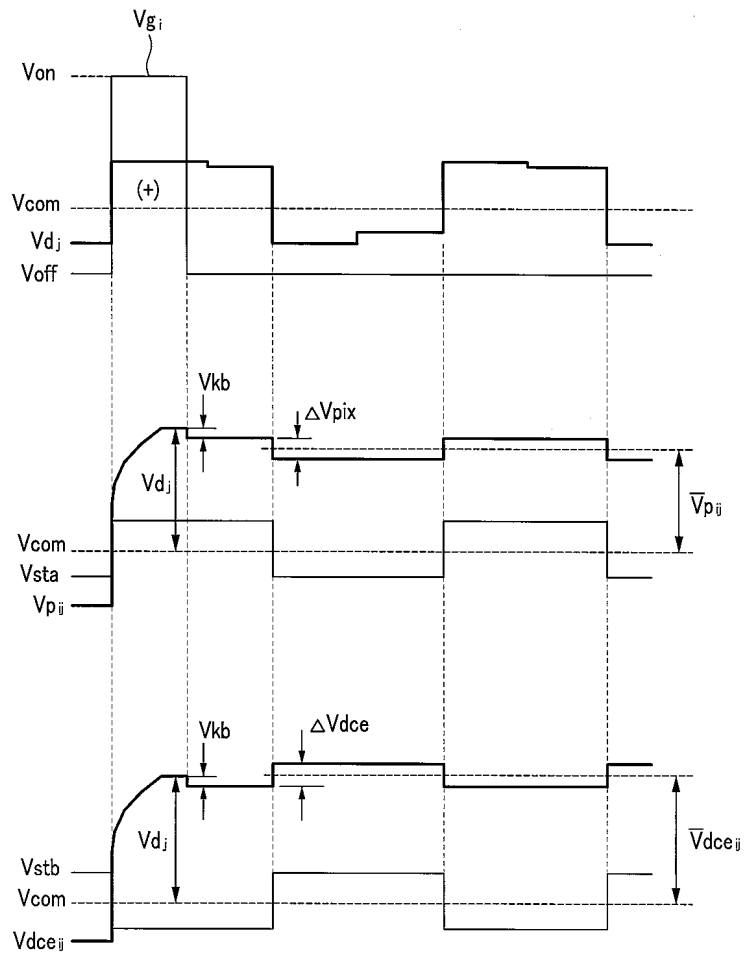 Vgi
Von
(+)
Vcom
Vdj
Voff
Vkb
△Vpix
Vdj
V̅pij
Vcom
Vsta
Vpij
Vkb
△Vdce
Vdj
V̅dceij
Vstb
Vcom
Vdceij